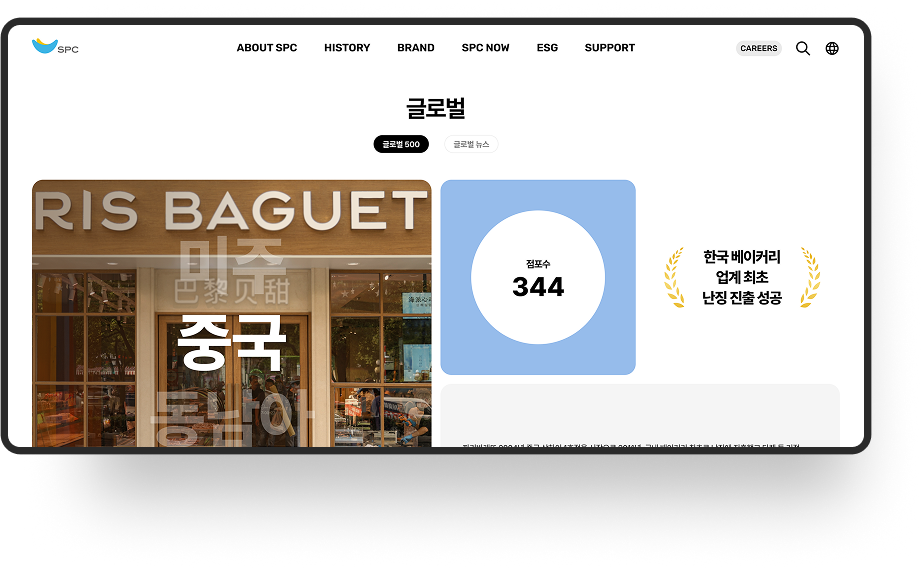 SPC
ABOUT SPC
HISTORY
BRAND
SPC NOW
ESG
SUPPORT
CAREERS
글로벌
글로벌 500
글로벌 뉴스
RIS BAGUET
미주
巴黎贝甜
중국
동남아
점포수
344
한국 베이커리
업계 최초
난징 진출 성공